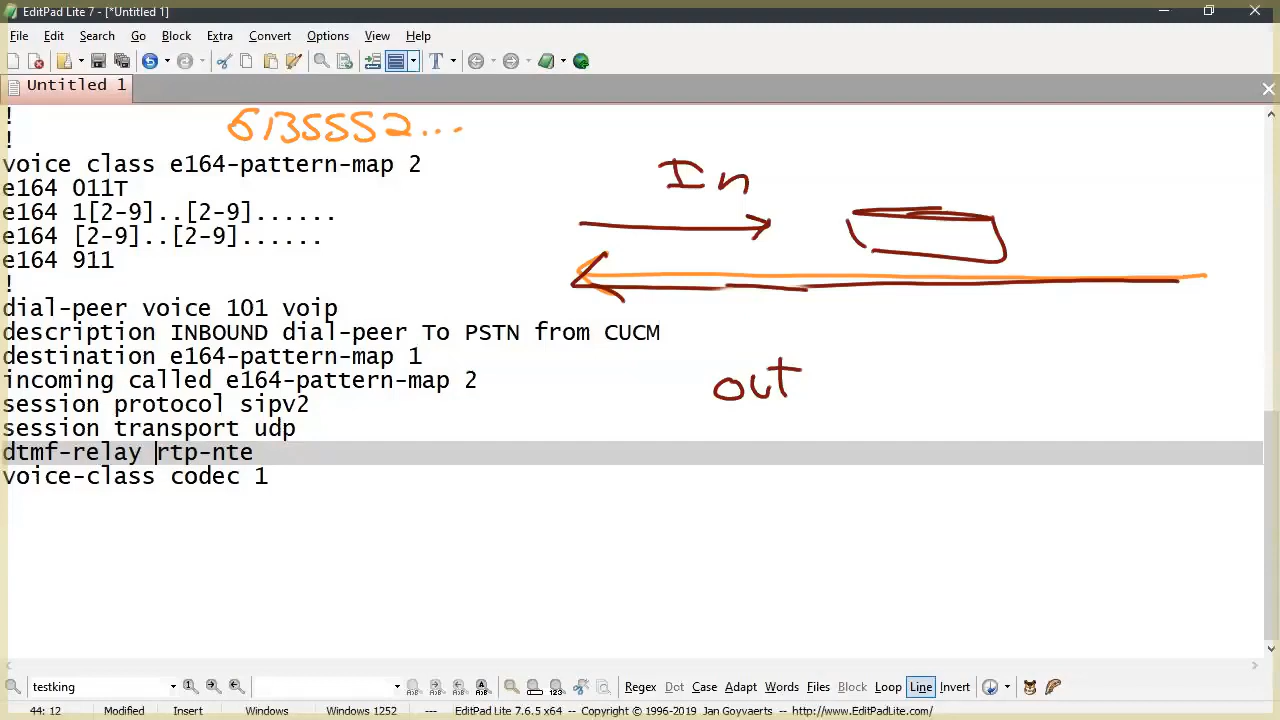 EditPad Lite 7 - [*Untitled 1]
File Edit Search Go Block Extra Convert Options View Help
Untitled 1
!
! 6135552...
voice class e164-pattern-map 2
e164 011T
In
e164 1[2-9]..[2-9]......
e164 [2-9]..[2-9]......
e164 911
!
dial-peer voice 101 voip
description INBOUND dial-peer To PSTN from CUCM
destination e164-pattern-map 1
incoming called e164-pattern-map 2
out
session protocol sipv2
session transport udp
dtmf-relay rtp-nte
voice-class codec 1
testking Regex Dot Case Adapt Words Files Block Loop Line Invert
44: 12 Modified Insert Windows Windows 1252 --- EditPad Lite 7.6.5 x64 -- Copyright © 1996-2019 Jan Goyvaerts -- http://www.EditPadLite.com/